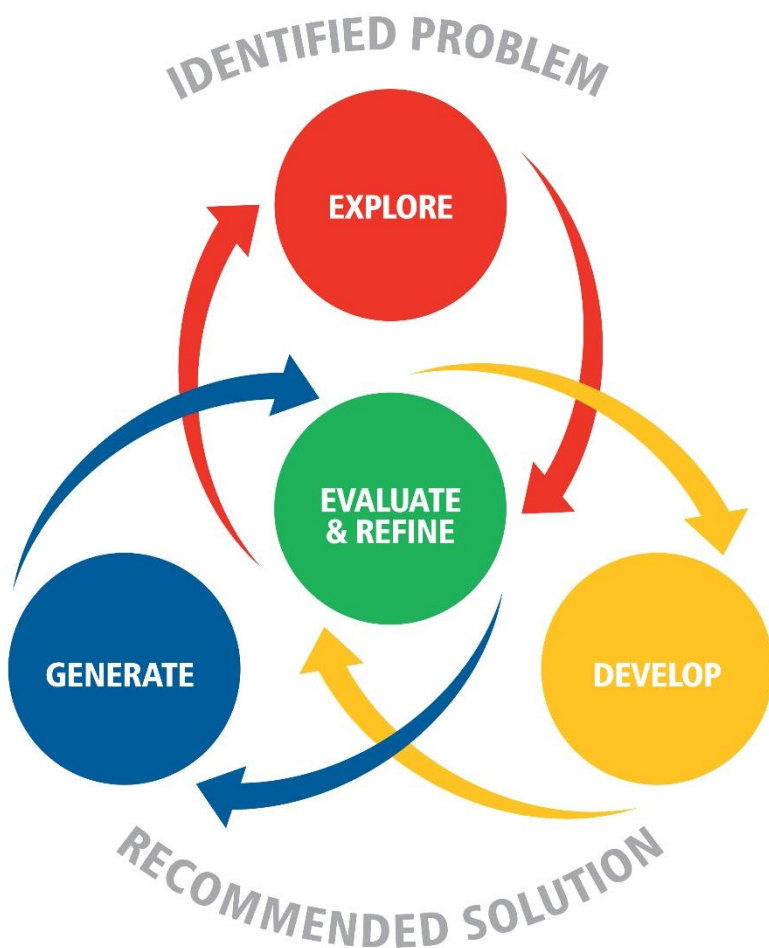 IDENTIFIED PROBLEM
EXPLORE
EVALUATE
& REFINE
GENERATE
DEVELOP
RECOMMENDED SOLUTION